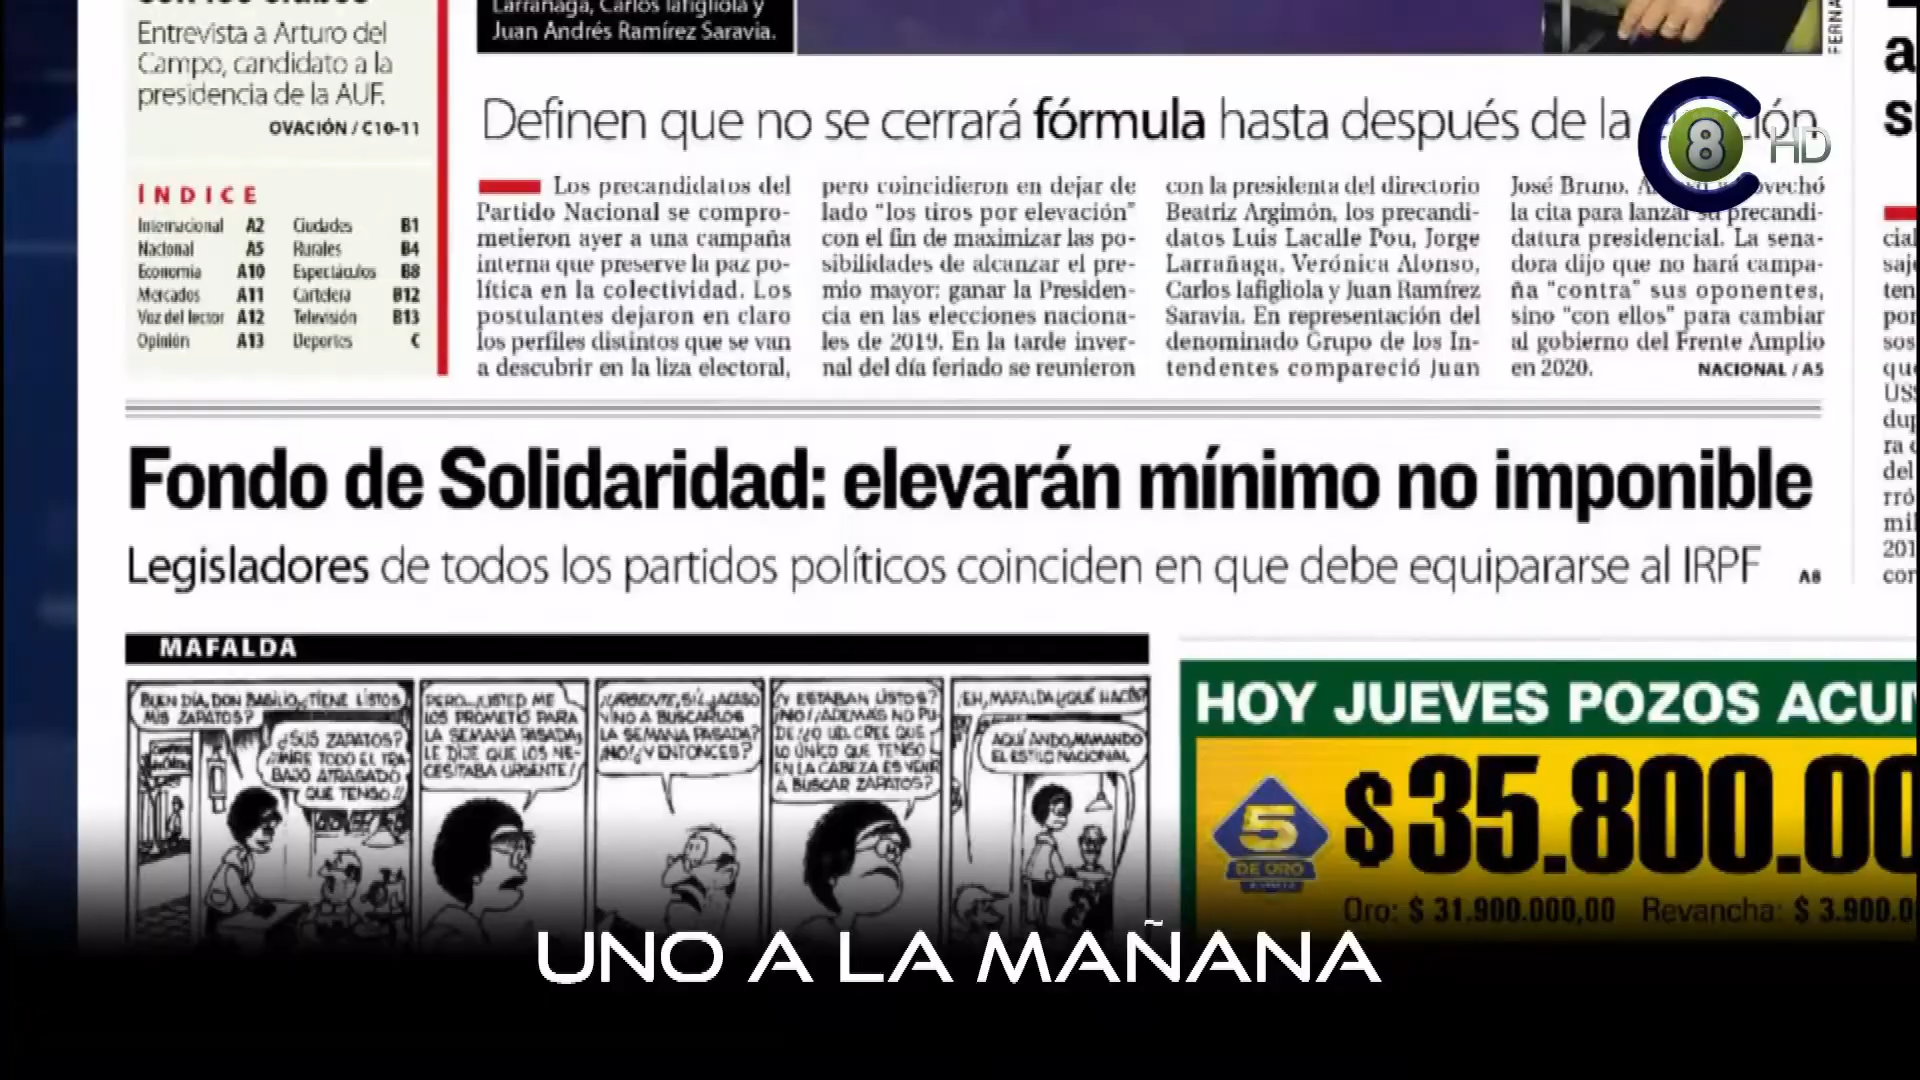 Entrevista a Arturo del
Campo, candidato a la
presidencia de la AUF.
OVACIÓN / C10-11
ÍNDICE
Internacional A2
Nacional A5
Economía A10
Mercados A11
Voz del lector A12
Opinión A13
Ciudades B1
Rurales B4
Espectáculos B8
Cartelera B12
Televisión B13
Deportes C
Larrañaga, Carlos Iafigliola y
Juan Andrés Ramírez Saravia.
Definen que no se cerrará fórmula hasta después de la
Los precandidatos del
Partido Nacional se compro-
metieron ayer a una campaña
interna que preserve la paz po-
lítica en la colectividad. Los
postulantes dejaron en claro
los perfiles distintos que se van
a descubrir en la liza electoral,
pero coincidieron en dejar de
lado "los tiros por elevación"
con el fin de maximizar las po-
sibilidades de alcanzar el pre-
mio mayor: ganar la Presiden-
cia en las elecciones naciona-
les de 2019. En la tarde inver-
nal del día feriado se reunieron
con la presidenta del directorio
Beatriz Argimón, los precandi-
datos Luis Lacalle Pou, Jorge
Larrañaga, Verónica Alonso,
Carlos Iafigliola y Juan Ramírez
Saravia. En representación del
denominado Grupo de los In-
tendentes compareció Juan
José Bruno.
la cita para lanzar su precandi-
datura presidencial. La sena-
dora dijo que no hará campa-
ña "contra" sus oponentes,
sino "con ellos" para cambiar
al gobierno del Frente Amplio
en 2020. NACIONAL / A5
C 8 HD
Fondo de Solidaridad: elevarán mínimo no imponible
Legisladores de todos los partidos políticos coinciden en que debe equipararse al IRPF A8
MAFALDA
BUEN DÍA, DON BASILIO, ¿TIENE LISTOS
MIS ZAPATOS?
¿SUS ZAPATOS?
¡MIRE TODO EL TRA-
BAJO ATRASADO
QUE TENGO!!
PERO... ¡USTED ME
LOS PROMETIÓ PARA
LA SEMANA PASADA,
LE DIJE QUE LOS NE-
CESITABA URGENTE!
¡URGENTE, SÍ! ¿ACASO
VINO A BUSCARLOS
LA SEMANA PASADA?
¡NO! ¿Y ENTONCES?
¿Y ESTABAN LISTOS?
¡NO! ¡ADEMÁS NO PU-
DE! ¿O UD. CREE QUE
LO ÚNICO QUE TENGO
EN LA CABEZA ES VENIR
A BUSCAR ZAPATOS?
¡EH, MAFALDA! ¿QUÉ HACÉS?
AQUÍ ANDO, MAMANDO
EL ESTILO NACIONAL
HOY JUEVES POZOS
5
DE ORO
$ 35.800.00
Oro: $ 31.900.000,00 Revancha: $ 3.900.0
UNO A LA MAÑANA